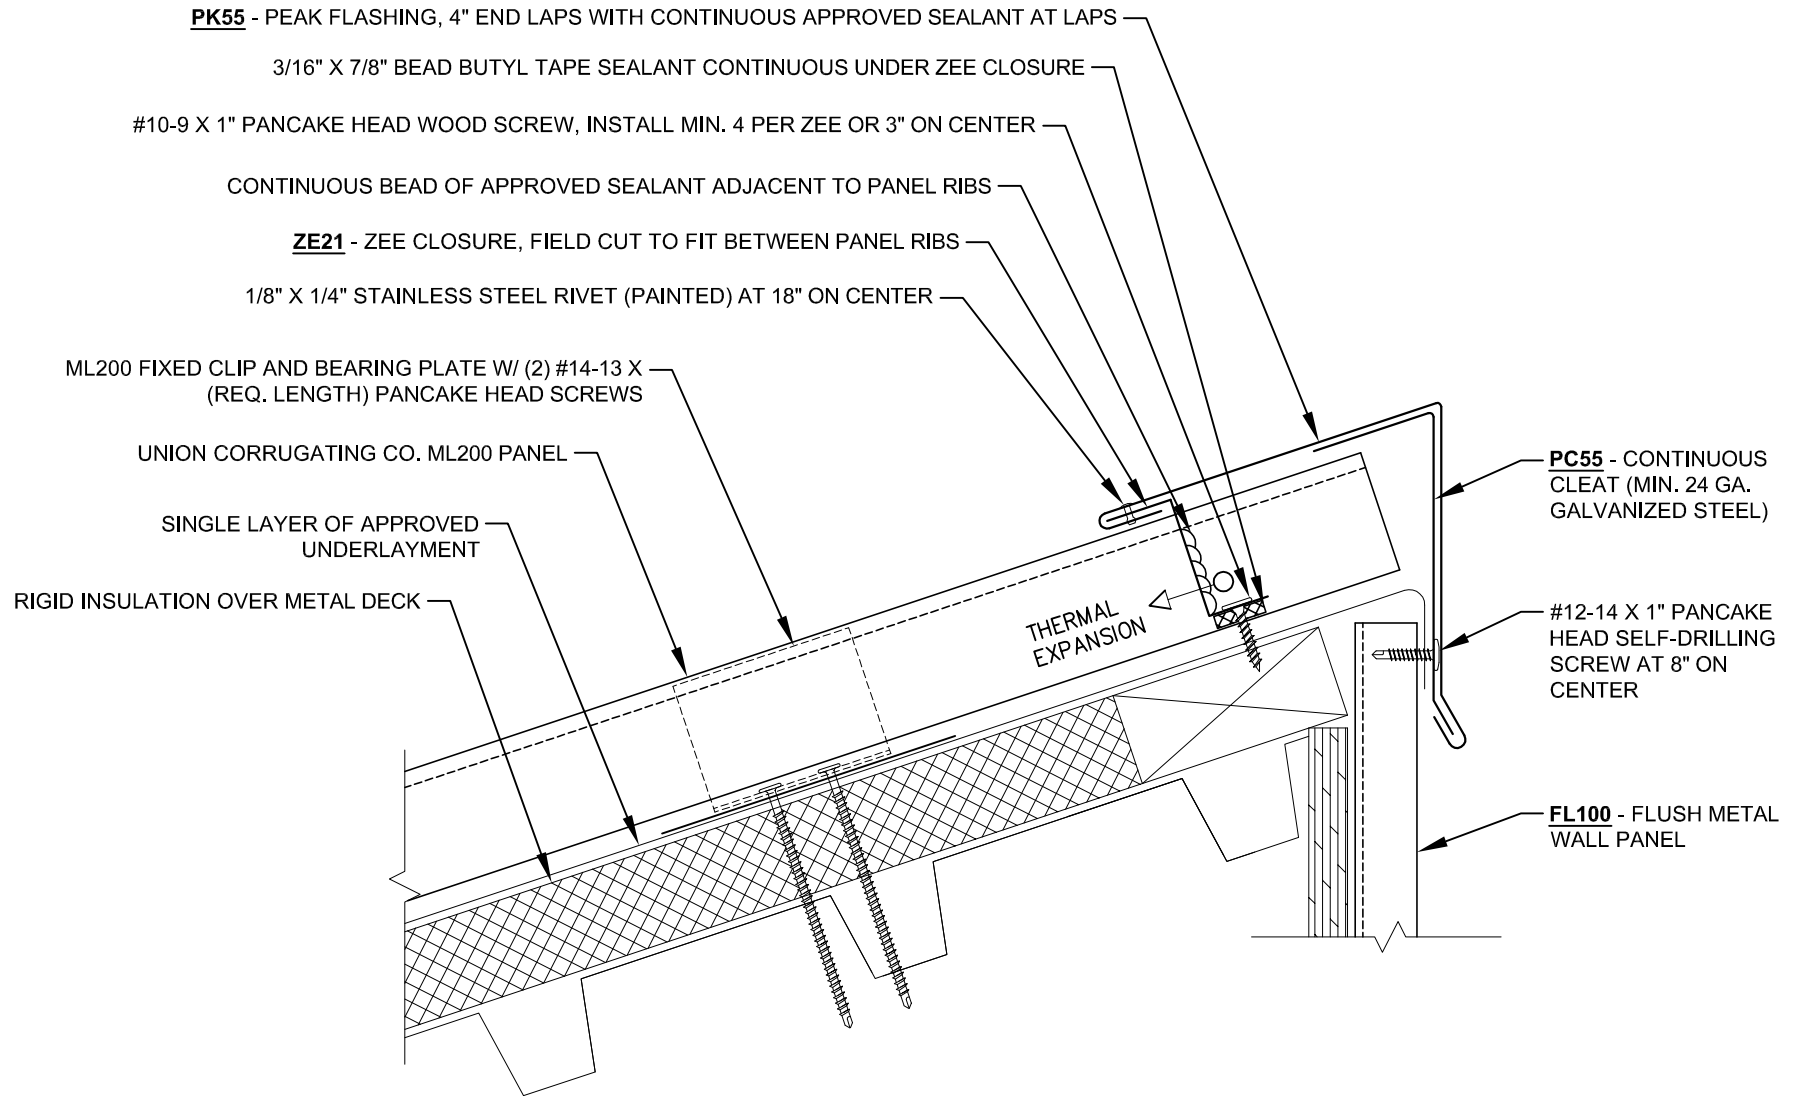 PK55 - PEAK FLASHING, 4" END LAPS WITH CONTINUOUS APPROVED SEALANT AT LAPS
3/16" X 7/8" BEAD BUTYL TAPE SEALANT CONTINUOUS UNDER ZEE CLOSURE
#10-9 X 1" PANCAKE HEAD WOOD SCREW, INSTALL MIN. 4 PER ZEE OR 3" ON CENTER
CONTINUOUS BEAD OF APPROVED SEALANT ADJACENT TO PANEL RIBS
ZE21 - ZEE CLOSURE, FIELD CUT TO FIT BETWEEN PANEL RIBS
1/8" X 1/4" STAINLESS STEEL RIVET (PAINTED) AT 18" ON CENTER
ML200 FIXED CLIP AND BEARING PLATE W/ (2) #14-13 X
(REQ. LENGTH) PANCAKE HEAD SCREWS
UNION CORRUGATING CO. ML200 PANEL
SINGLE LAYER OF APPROVED
UNDERLAYMENT
RIGID INSULATION OVER METAL DECK
THERMAL
EXPANSION
PC55 - CONTINUOUS
CLEAT (MIN. 24 GA.
GALVANIZED STEEL)
#12-14 X 1" PANCAKE
HEAD SELF-DRILLING
SCREW AT 8" ON
CENTER
FL100 - FLUSH METAL
WALL PANEL